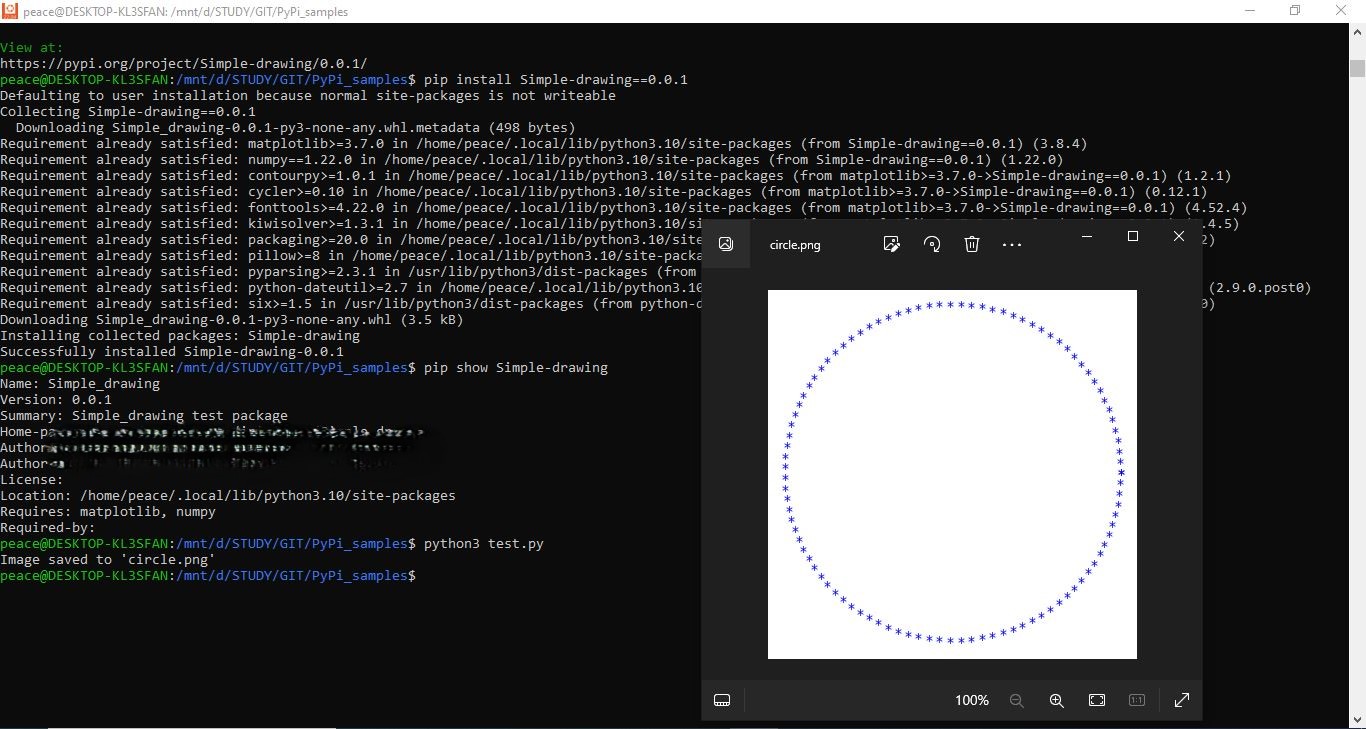 peace@DESKTOP-KL3SFAN: /mnt/d/STUDY/GIT/PyPi_samples
View at:
https://pypi.org/project/Simple-drawing/0.0.1/
peace@DESKTOP-KL3SFAN:/mnt/d/STUDY/GIT/PyPi_samples$ pip install Simple-drawing==0.0.1
Defaulting to user installation because normal site-packages is not writeable
Collecting Simple-drawing==0.0.1
  Downloading Simple_drawing-0.0.1-py3-none-any.whl.metadata (498 bytes)
Requirement already satisfied: matplotlib>=3.7.0 in /home/peace/.local/lib/python3.10/site-packages (from Simple-drawing==0.0.1) (3.8.4)
Requirement already satisfied: numpy==1.22.0 in /home/peace/.local/lib/python3.10/site-packages (from Simple-drawing==0.0.1) (1.22.0)
Requirement already satisfied: contourpy>=1.0.1 in /home/peace/.local/lib/python3.10/site-packages (from matplotlib>=3.7.0->Simple-drawing==0.0.1) (1.2.1)
Requirement already satisfied: cycler>=0.10 in /home/peace/.local/lib/python3.10/site-packages (from matplotlib>=3.7.0->Simple-drawing==0.0.1) (0.12.1)
Requirement already satisfied: fonttools>=4.22.0 in /home/peace/.local/lib/python3.10/site-packages (from matplotlib>=3.7.0->Simple-drawing==0.0.1) (4.52.4)
Requirement already satisfied: kiwisolver>=1.3.1 in /home/peace/.local/lib/python3.10/si .4.5)
Requirement already satisfied: packaging>=20.0 in /home/peace/.local/lib/python3.10/site 2)
Requirement already satisfied: pillow>=8 in /home/peace/.local/lib/python3.10/site-packa
Requirement already satisfied: pyparsing>=2.3.1 in /usr/lib/python3/dist-packages (from
Requirement already satisfied: python-dateutil>=2.7 in /home/peace/.local/lib/python3.10 (2.9.0.post0)
Requirement already satisfied: six>=1.5 in /usr/lib/python3/dist-packages (from python-d 0)
Downloading Simple_drawing-0.0.1-py3-none-any.whl (3.5 kB)
Installing collected packages: Simple-drawing
Successfully installed Simple-drawing-0.0.1
peace@DESKTOP-KL3SFAN:/mnt/d/STUDY/GIT/PyPi_samples$ pip show Simple-drawing
Name: Simple_drawing
Version: 0.0.1
Summary: Simple_drawing test package
Home-pa
Author
Author-
License:
Location: /home/peace/.local/lib/python3.10/site-packages
Requires: matplotlib, numpy
Required-by:
peace@DESKTOP-KL3SFAN:/mnt/d/STUDY/GIT/PyPi_samples$ python3 test.py
Image saved to 'circle.png'
peace@DESKTOP-KL3SFAN:/mnt/d/STUDY/GIT/PyPi_samples$
circle.png
100%
1:1